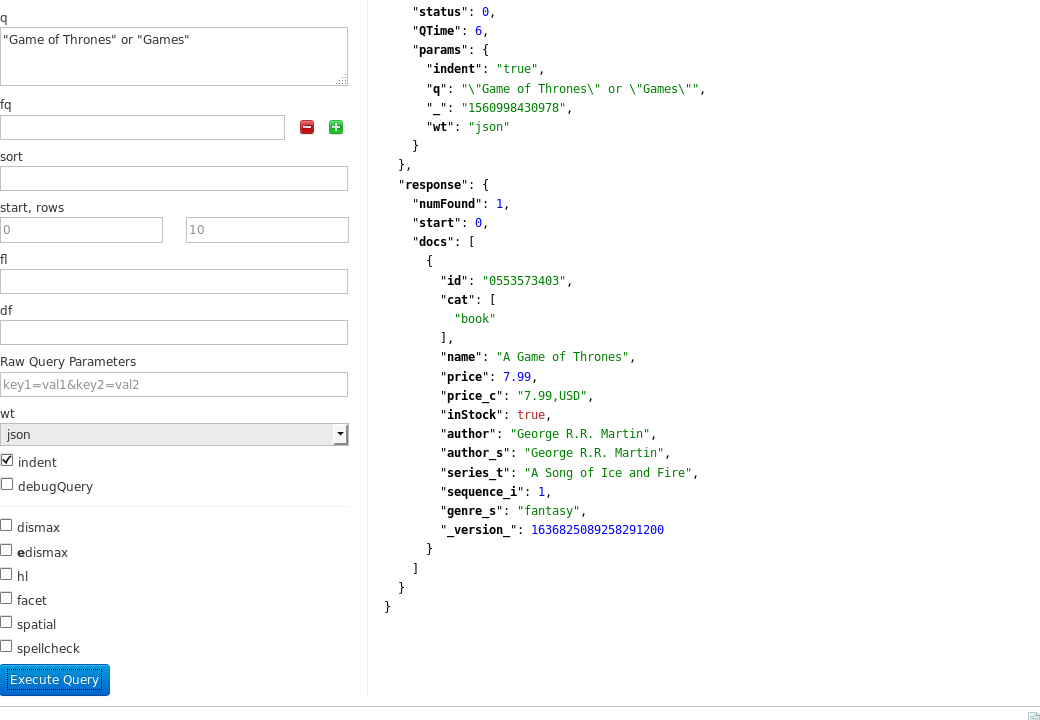 q
"Game of Thrones" or "Games"
fq
sort
start, rows
0
10
fl
df
Raw Query Parameters
key1=val1&key2=val2
wt
json
indent
debugQuery
dismax
edismax
hl
facet
spatial
spellcheck
Execute Query
"status": 0,
"QTime": 6,
"params": {
"indent": "true",
"q": "\"Game of Thrones\" or \"Games\"",
"_": "1560998430978",
"wt": "json"
}
},
"response": {
"numFound": 1,
"start": 0,
"docs": [
{
"id": "0553573403",
"cat": [
"book"
],
"name": "A Game of Thrones",
"price": 7.99,
"price_c": "7.99,USD",
"inStock": true,
"author": "George R.R. Martin",
"author_s": "George R.R. Martin",
"series_t": "A Song of Ice and Fire",
"sequence_i": 1,
"genre_s": "fantasy",
"_version_": 1636825089258291200
}
]
}
}